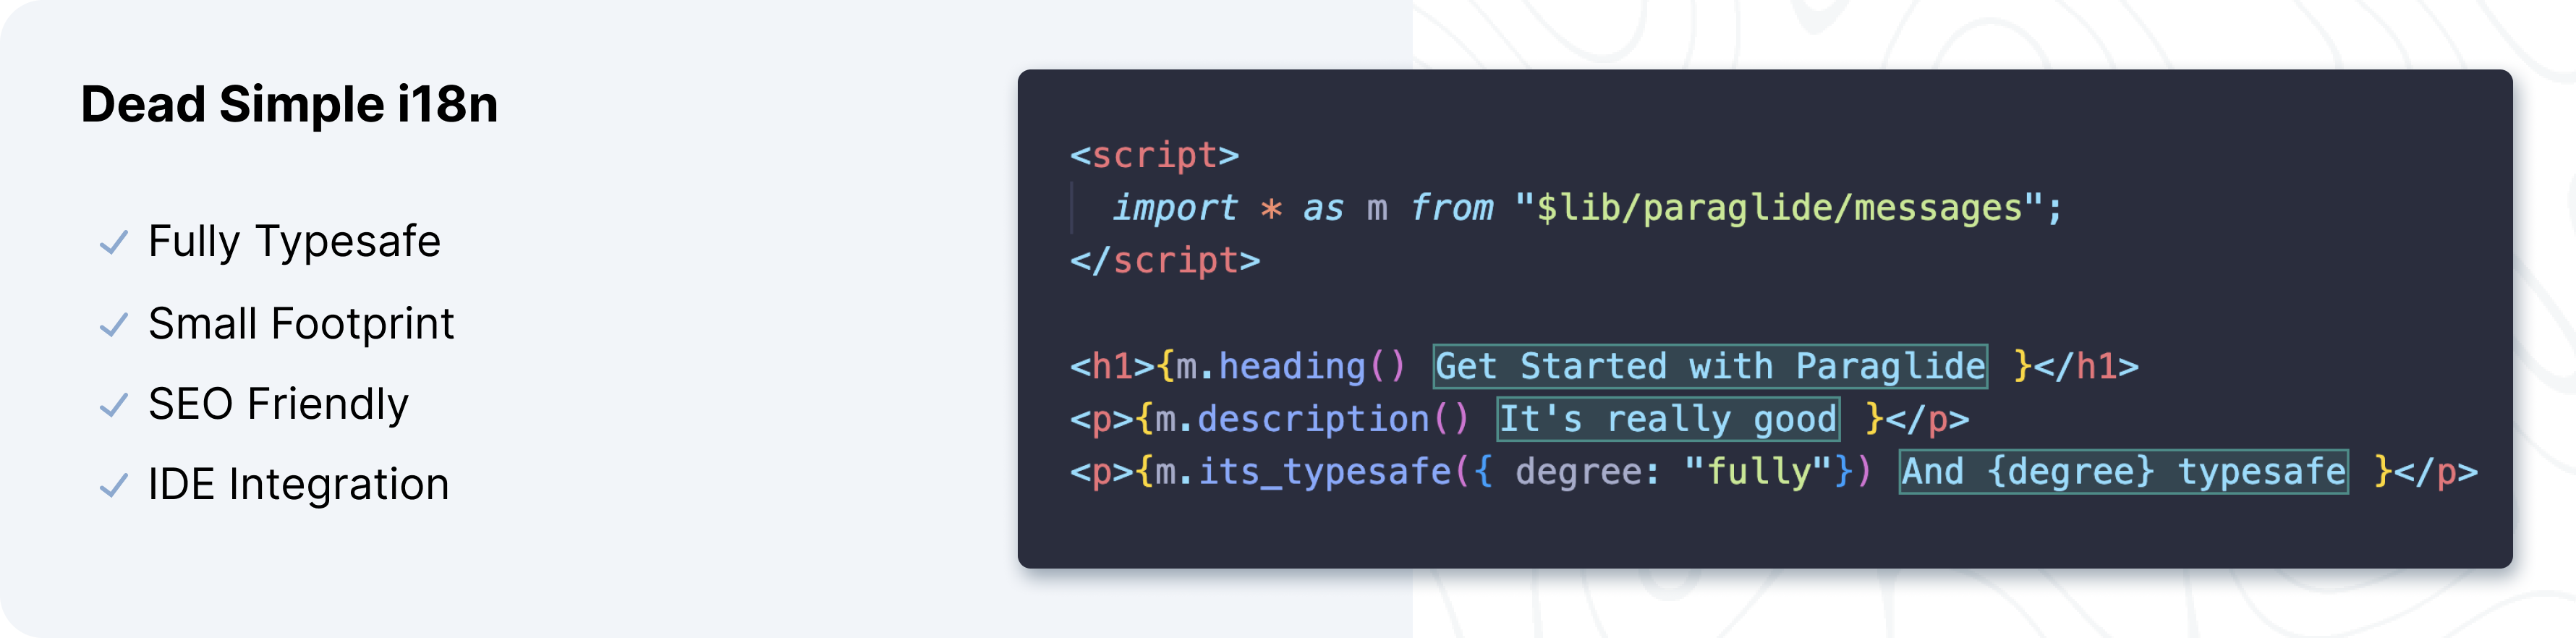 Dead Simple i18n
Fully Typesafe
Small Footprint
SEO Friendly
IDE Integration
<script>
import * as m from "$lib/paraglide/messages";
</script>
<h1>{m.heading() Get Started with Paraglide }</h1>
<p>{m.description() It's really good }</p>
<p>{m.its_typesafe({ degree: "fully"}) And {degree} typesafe }</p>